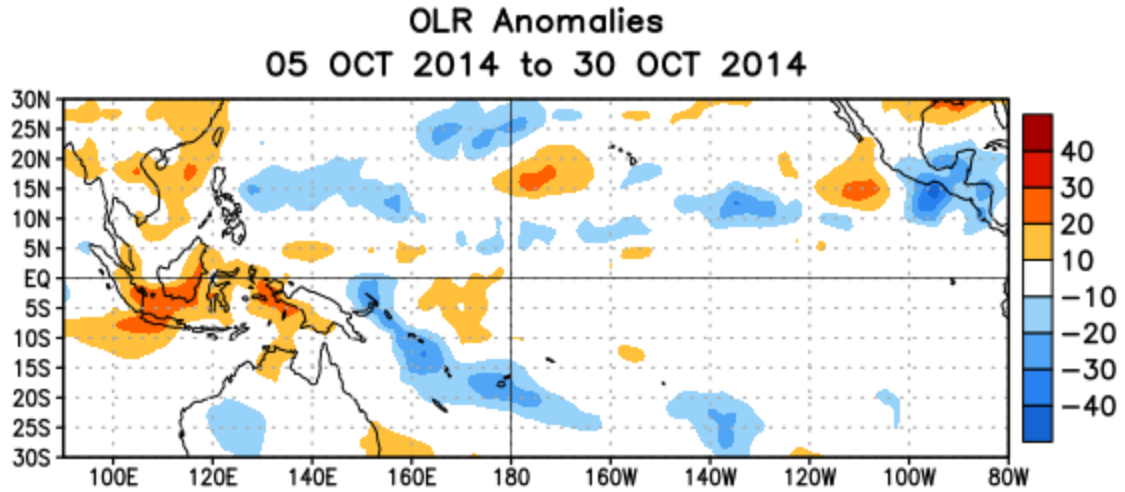 OLR Anomalies
05 OCT 2014 to 30 OCT 2014
30N
25N
20N
15N
10N
5N
EQ
5S
10S
15S
20S
25S
30S
100E 120E 140E 160E 180 160W 140W 120W 100W 80W
40
30
20
10
−10
−20
−30
−40